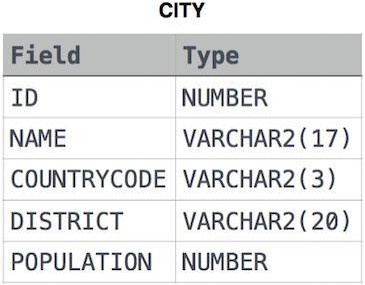 CITY
Field Type
ID NUMBER
NAME VARCHAR2(17)
COUNTRYCODE VARCHAR2(3)
DISTRICT VARCHAR2(20)
POPULATION NUMBER